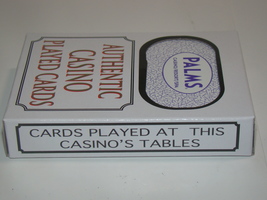 AUTHENTIC
CASINO
PLAYED CARDS
PALMS
CARDS PLAYED AT THIS
CASINO'S TABLES